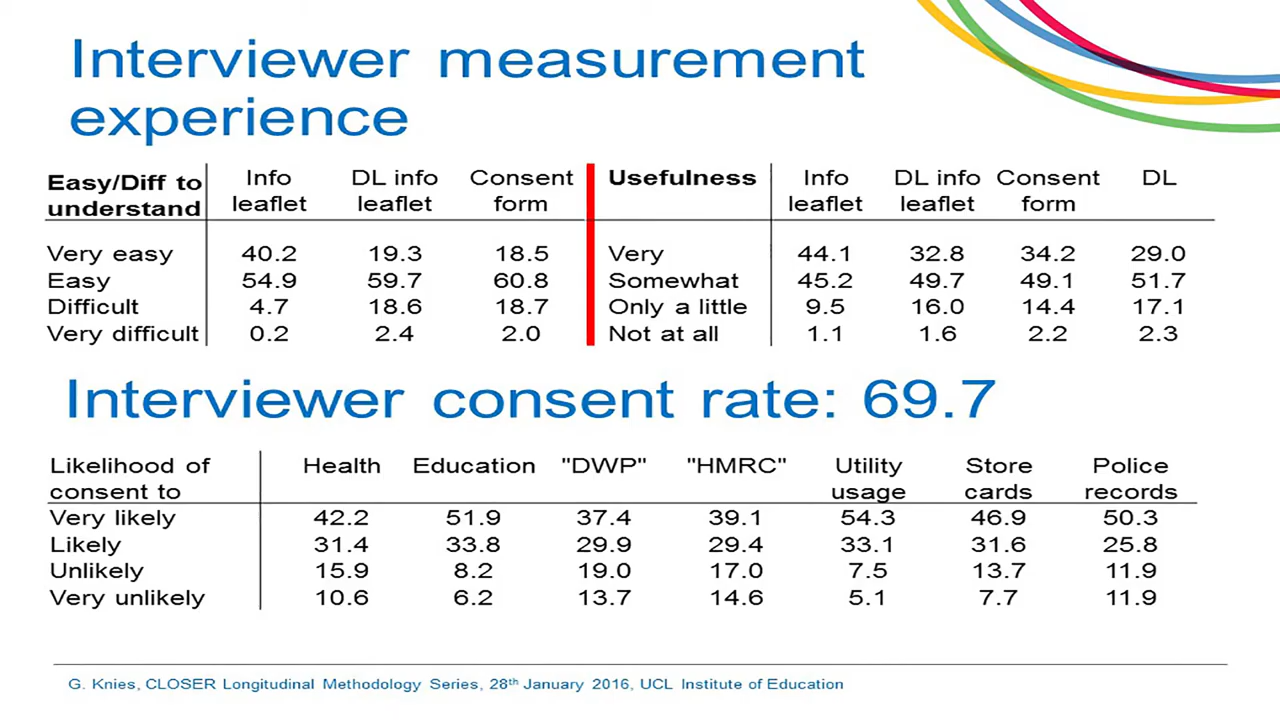 Interviewer measurement
experience
Easy/Diff to understand Info leaflet DL info leaflet Consent form
Very easy 40.2 19.3 18.5
Easy 54.9 59.7 60.8
Difficult 4.7 18.6 18.7
Very difficult 0.2 2.4 2.0
Usefulness Info leaflet DL info leaflet Consent form DL
Very 44.1 32.8 34.2 29.0
Somewhat 45.2 49.7 49.1 51.7
Only a little 9.5 16.0 14.4 17.1
Not at all 1.1 1.6 2.2 2.3
Interviewer consent rate: 69.7
Likelihood of consent to Health Education "DWP" "HMRC" Utility usage Store cards Police records
Very likely 42.2 51.9 37.4 39.1 54.3 46.9 50.3
Likely 31.4 33.8 29.9 29.4 33.1 31.6 25.8
Unlikely 15.9 8.2 19.0 17.0 7.5 13.7 11.9
Very unlikely 10.6 6.2 13.7 14.6 5.1 7.7 11.9
G. Knies, CLOSER Longitudinal Methodology Series, 28th January 2016, UCL Institute of Education